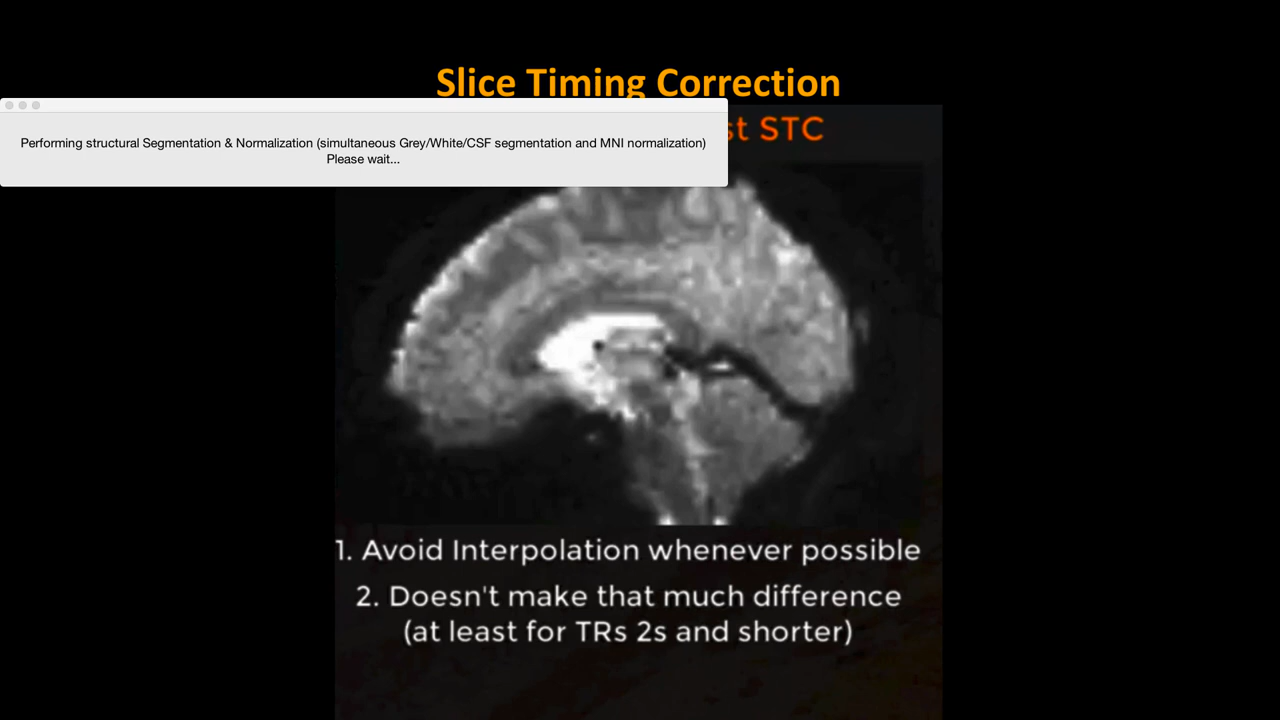 Slice Timing Correction
st STC
Performing structural Segmentation & Normalization (simultaneous Grey/White/CSF segmentation and MNI normalization)
Please wait...
1. Avoid Interpolation whenever possible
2. Doesn't make that much difference
(at least for TRs 2s and shorter)